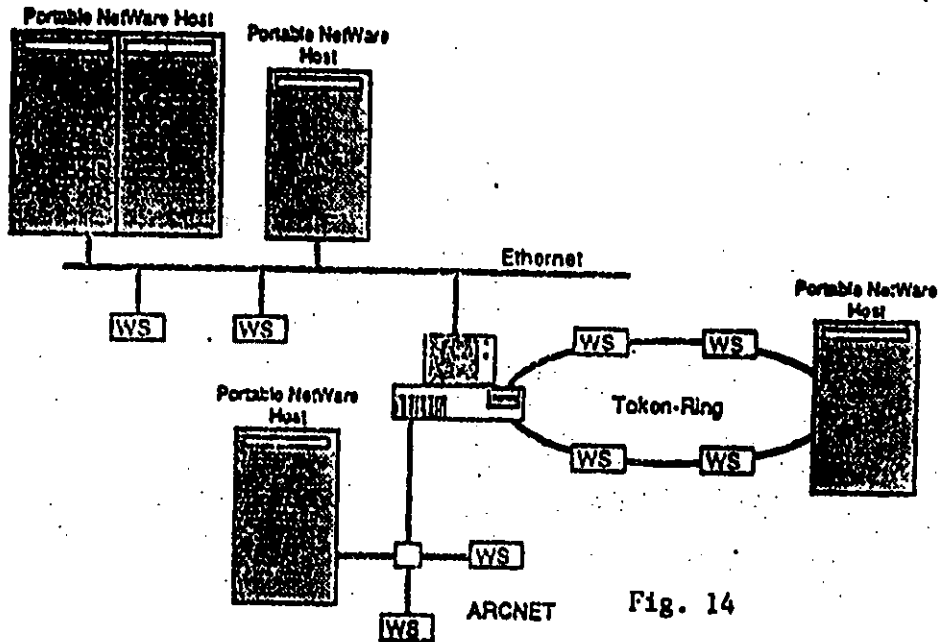 Portable NetWare Host
Portable NetWare
Host
Ethernet
WS
WS
Portable NetWare
Host
WS
WS
Token-Ring
WS
WS
Portable NetWare
Host
WS
WS
ARCNET
Fig. 14